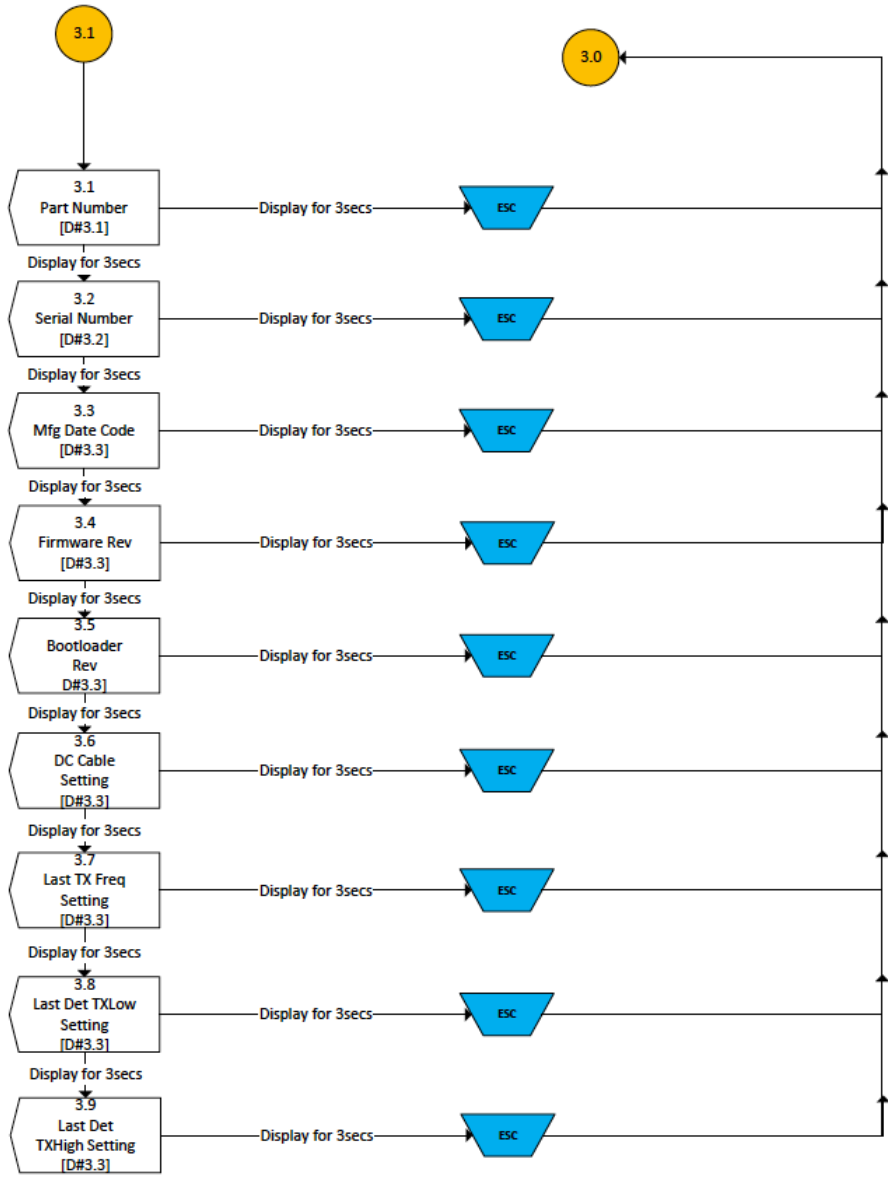 3.1
3.0
3.1
Part Number
[D#3.1]
Display for 3secs
ESC
Display for 3secs
3.2
Serial Number
[D#3.2]
Display for 3secs
ESC
Display for 3secs
3.3
Mfg Date Code
[D#3.3]
Display for 3secs
ESC
Display for 3secs
3.4
Firmware Rev
[D#3.3]
Display for 3secs
ESC
Display for 3secs
3.5
Bootloader
Rev
D#3.3]
Display for 3secs
ESC
Display for 3secs
3.6
DC Cable
Setting
[D#3.3]
Display for 3secs
ESC
Display for 3secs
3.7
Last TX Freq
Setting
[D#3.3]
Display for 3secs
ESC
Display for 3secs
3.8
Last Det TXLow
Setting
[D#3.3]
Display for 3secs
ESC
Display for 3secs
3.9
Last Det
TXHigh Setting
[D#3.3]
Display for 3secs
ESC